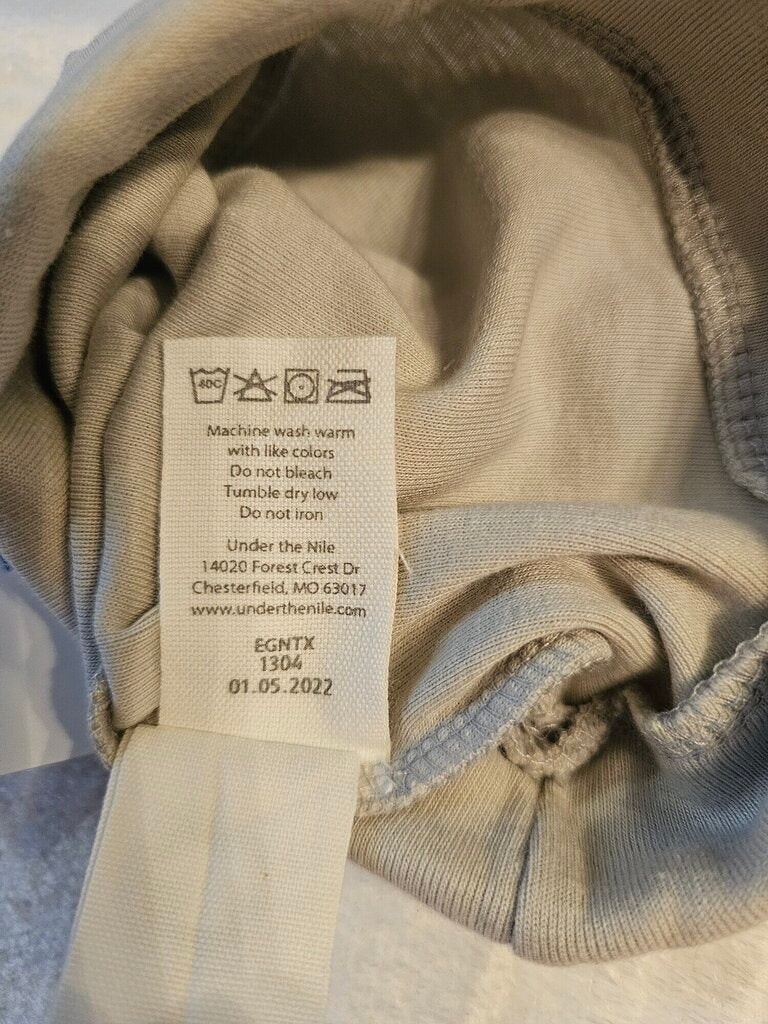 40C
Machine wash warm
with like colors
Do not bleach
Tumble dry low
Do not iron
Under the Nile
14020 Forest Crest Dr
Chesterfield, MO 63017
www.underthenile.com
EGNTX
1304
01.05.2022